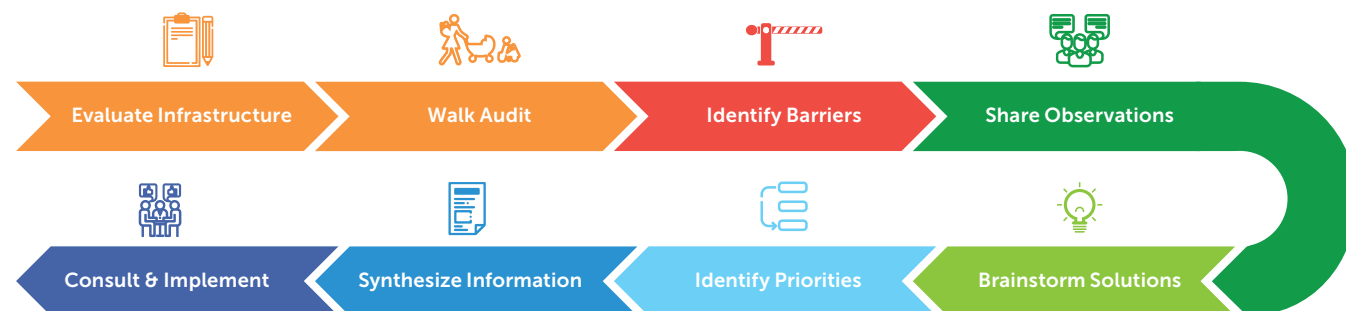 Evaluate Infrastructure
Walk Audit
Identify Barriers
Share Observations
Brainstorm Solutions
Identify Priorities
Synthesize Information
Consult & Implement